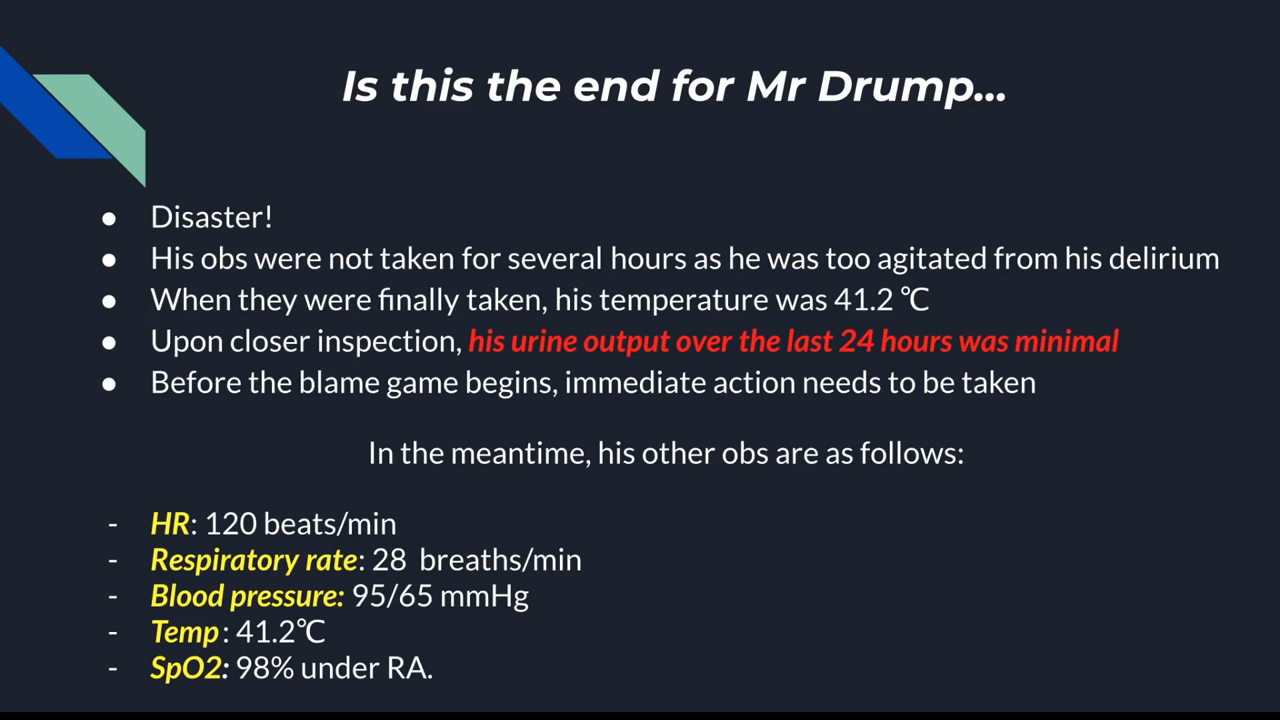 Is this the end for Mr Drump...
● Disaster!
● His obs were not taken for several hours as he was too agitated from his delirium
● When they were finally taken, his temperature was 41.2 ℃
● Upon closer inspection, his urine output over the last 24 hours was minimal
● Before the blame game begins, immediate action needs to be taken
In the meantime, his other obs are as follows:
- HR: 120 beats/min
- Respiratory rate: 28 breaths/min
- Blood pressure: 95/65 mmHg
- Temp : 41.2℃
- SpO2: 98% under RA.